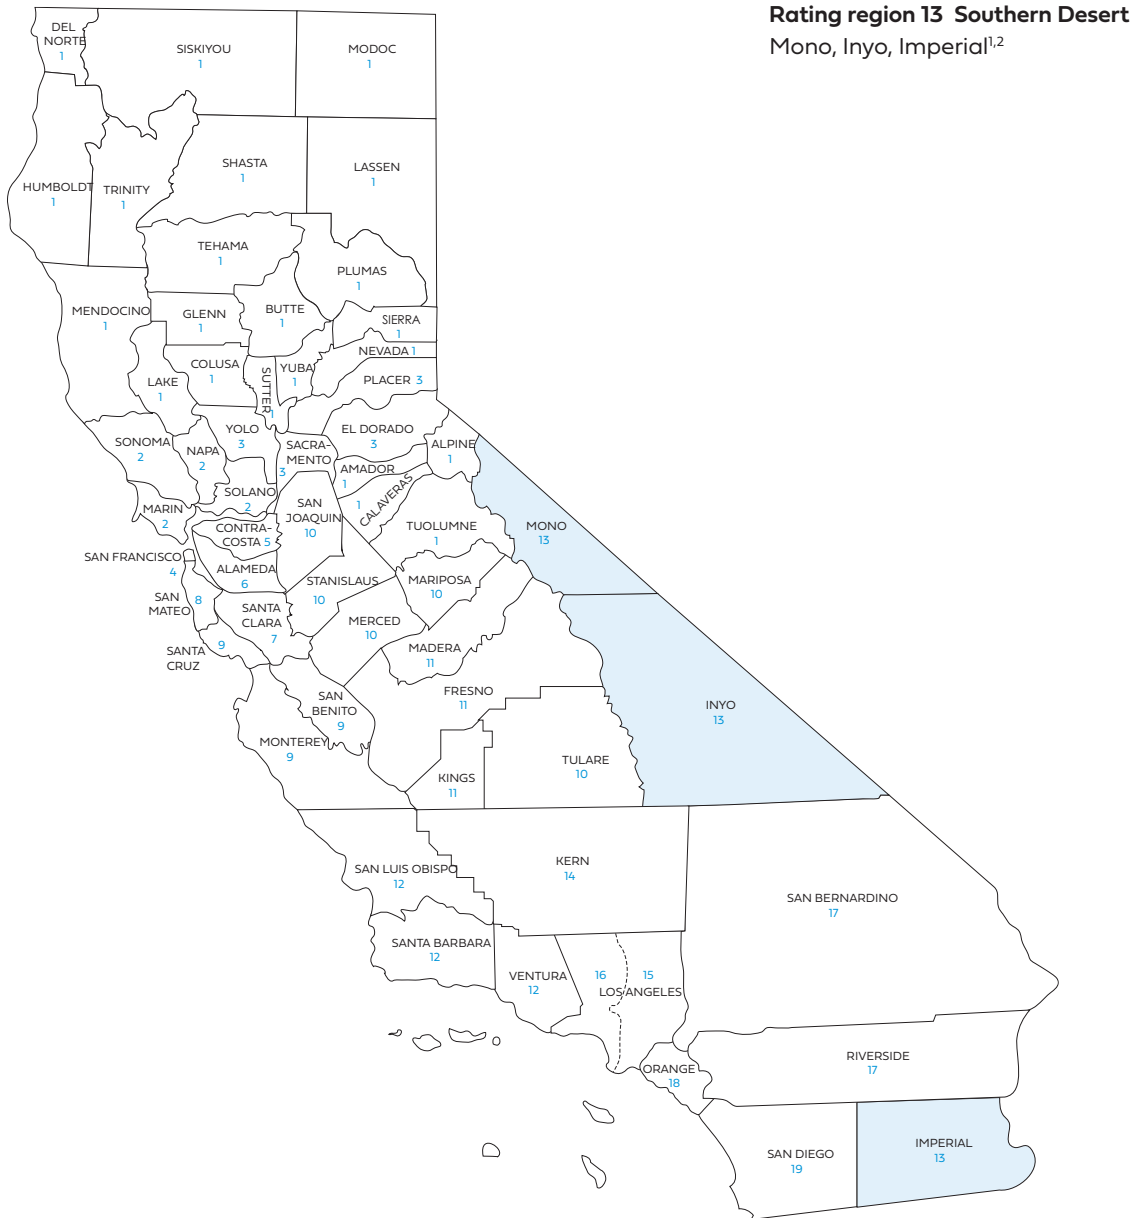 Rating region 13 Southern Desert
Mono, Inyo, Imperial1,2
DEL
NORTE
1
SISKIYOU
1
MODOC
1
HUMBOLDT
1
TRINITY
1
SHASTA
1
LASSEN
1
TEHAMA
1
PLUMAS
1
MENDOCINO
1
GLENN
1
BUTTE
1
SIERRA
1
NEVADA 1
COLUSA
1
SUTTER
1
YUBA
1
PLACER 3
LAKE
1
SONOMA
2
NAPA
2
YOLO
3
SACRA-
MENTO
3
EL DORADO
3
ALPINE
1
AMADOR
1
CALAVERAS
1
SOLANO
2
MARIN
2
SAN
JOAQUIN
10
TUOLUMNE
1
MONO
13
CONTRA-
COSTA 5
SAN FRANCISCO
4
ALAMEDA
6
STANISLAUS
10
MARIPOSA
10
SAN
MATEO
8
SANTA
CLARA
7
MERCED
10
MADERA
11
SANTA
CRUZ
9
FRESNO
11
SAN
BENITO
9
INYO
13
MONTEREY
9
KINGS
11
TULARE
10
SAN LUIS OBISPO
12
KERN
14
SAN BERNARDINO
17
SANTA BARBARA
12
VENTURA
12
16
15
LOS ANGELES
ORANGE
18
RIVERSIDE
17
SAN DIEGO
19
IMPERIAL
13